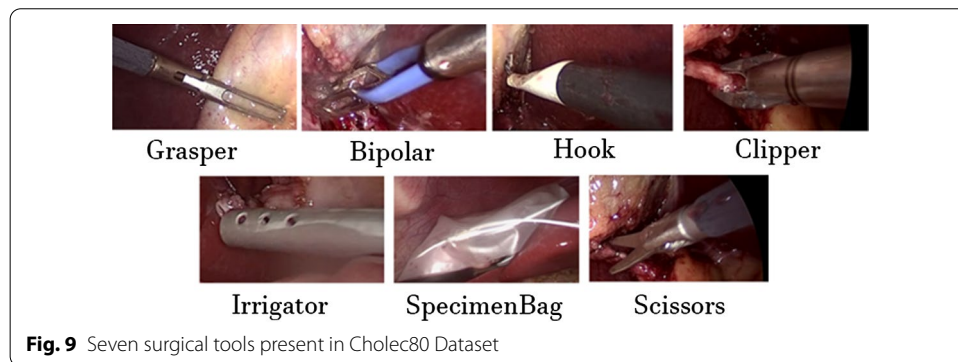 Grasper Bipolar Hook Clipper
Irrigator SpecimenBag Scissors
Fig. 9 Seven surgical tools present in Cholec80 Dataset